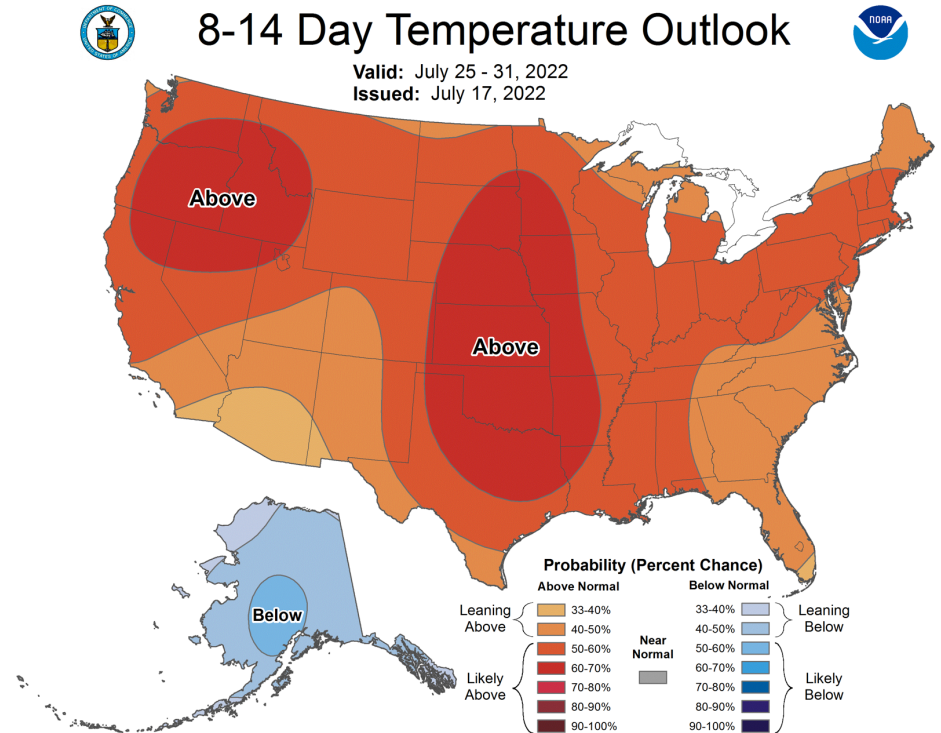 8-14 Day Temperature Outlook
Valid: July 25 - 31, 2022
Issued: July 17, 2022
NOAA
Above
Above
Below
Probability (Percent Chance)
Above Normal
Below Normal
Leaning
Above
33-40%
40-50%
Likely
Above
50-60%
60-70%
70-80%
80-90%
90-100%
Near
Normal
33-40%
40-50%
Leaning
Below
50-60%
60-70%
70-80%
80-90%
90-100%
Likely
Below